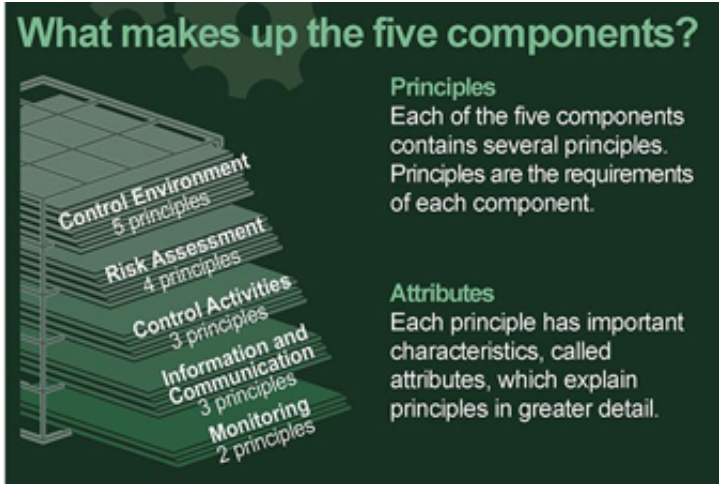 What makes up the five components?
Control Environment
5 principles
Risk Assessment
4 principles
Control Activities
3 principles
Information and
Communication
3 principles
Monitoring
2 principles
Principles
Each of the five components
contains several principles.
Principles are the requirements
of each component.
Attributes
Each principle has important
characteristics, called
attributes, which explain
principles in greater detail.